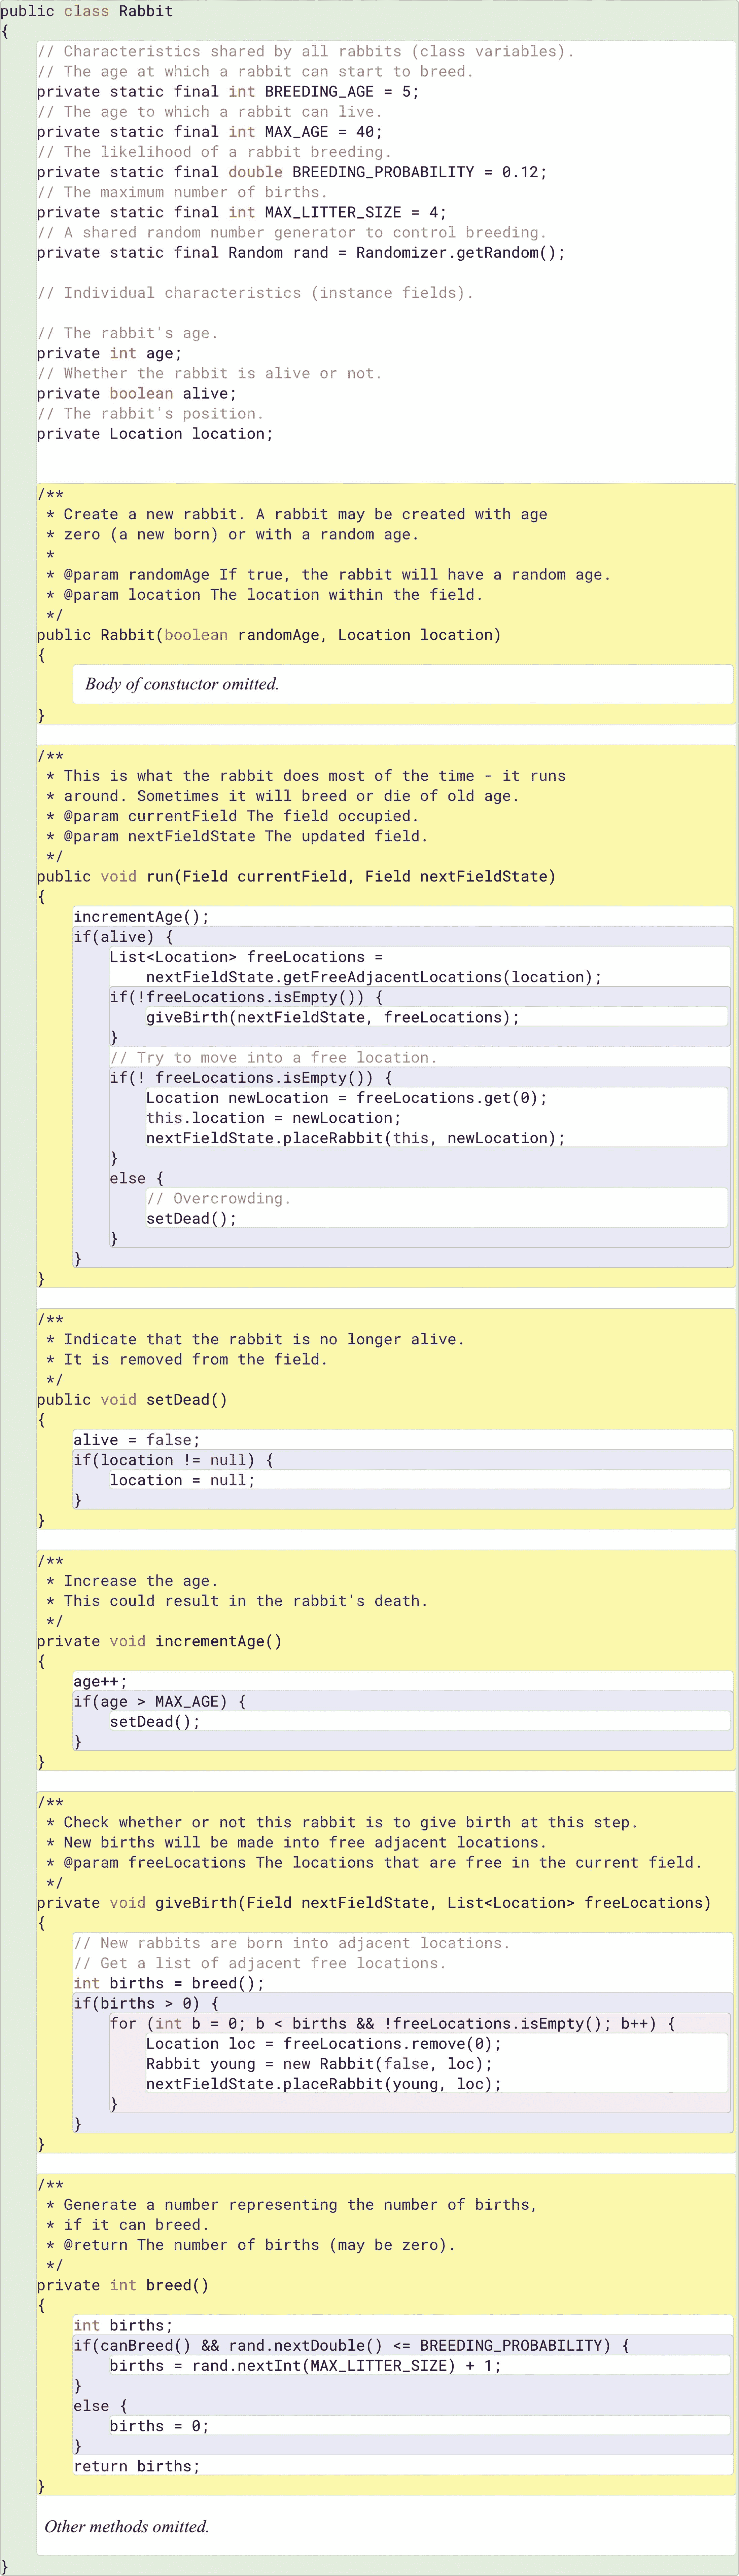 public class Rabbit
{
    // Characteristics shared by all rabbits (class variables).
    // The age at which a rabbit can start to breed.
    private static final int BREEDING_AGE = 5;
    // The age to which a rabbit can live.
    private static final int MAX_AGE = 40;
    // The likelihood of a rabbit breeding.
    private static final double BREEDING_PROBABILITY = 0.12;
    // The maximum number of births.
    private static final int MAX_LITTER_SIZE = 4;
    // A shared random number generator to control breeding.
    private static final Random rand = Randomizer.getRandom();

    // Individual characteristics (instance fields).

    // The rabbit's age.
    private int age;
    // Whether the rabbit is alive or not.
    private boolean alive;
    // The rabbit's position.
    private Location location;

    /**
     * Create a new rabbit. A rabbit may be created with age
     * zero (a new born) or with a random age.
     *
     * @param randomAge If true, the rabbit will have a random age.
     * @param location The location within the field.
     */
    public Rabbit(boolean randomAge, Location location)
    {
        Body of constuctor omitted.
    }

    /**
     * This is what the rabbit does most of the time - it runs
     * around. Sometimes it will breed or die of old age.
     * @param currentField The field occupied.
     * @param nextFieldState The updated field.
     */
    public void run(Field currentField, Field nextFieldState)
    {
        incrementAge();
        if(alive) {
            List<Location> freeLocations =
                nextFieldState.getFreeAdjacentLocations(location);
            if(!freeLocations.isEmpty()) {
                giveBirth(nextFieldState, freeLocations);
            }
            // Try to move into a free location.
            if(! freeLocations.isEmpty()) {
                Location newLocation = freeLocations.get(0);
                this.location = newLocation;
                nextFieldState.placeRabbit(this, newLocation);
            }
            else {
                // Overcrowding.
                setDead();
            }
        }
    }

    /**
     * Indicate that the rabbit is no longer alive.
     * It is removed from the field.
     */
    public void setDead()
    {
        alive = false;
        if(location != null) {
            location = null;
        }
    }

    /**
     * Increase the age.
     * This could result in the rabbit's death.
     */
    private void incrementAge()
    {
        age++;
        if(age > MAX_AGE) {
            setDead();
        }
    }

    /**
     * Check whether or not this rabbit is to give birth at this step.
     * New births will be made into free adjacent locations.
     * @param freeLocations The locations that are free in the current field.
     */
    private void giveBirth(Field nextFieldState, List<Location> freeLocations)
    {
        // New rabbits are born into adjacent locations.
        // Get a list of adjacent free locations.
        int births = breed();
        if(births > 0) {
            for (int b = 0; b < births && !freeLocations.isEmpty(); b++) {
                Location loc = freeLocations.remove(0);
                Rabbit young = new Rabbit(false, loc);
                nextFieldState.placeRabbit(young, loc);
            }
        }
    }

    /**
     * Generate a number representing the number of births,
     * if it can breed.
     * @return The number of births (may be zero).
     */
    private int breed()
    {
        int births;
        if(canBreed() && rand.nextDouble() <= BREEDING_PROBABILITY) {
            births = rand.nextInt(MAX_LITTER_SIZE) + 1;
        }
        else {
            births = 0;
        }
        return births;
    }

    Other methods omitted.
}